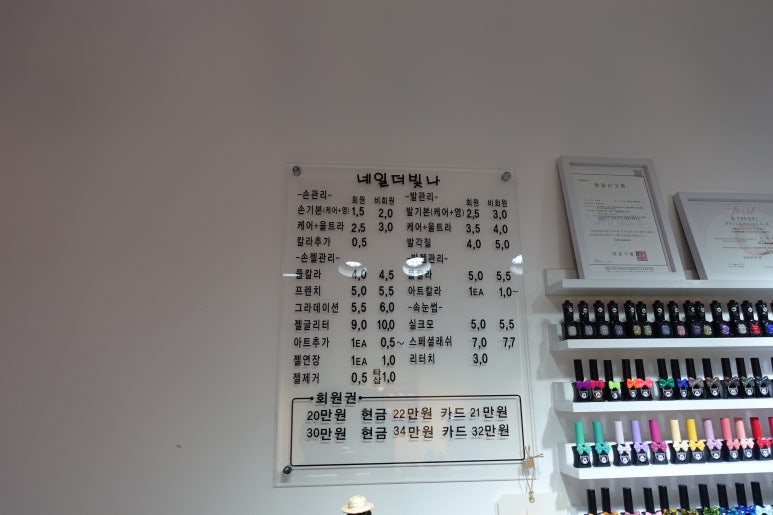 네일더빛나
-손관리-
회원 비회원
손기본(케어+영) 1,5 2,0
케어+울트라 2,5 3,0
칼라추가 0,5
-손젤관리-
풀칼라 4,0 4,5
프렌치 5,0 5,5
그라데이션 5,5 6,0
젤글리터 9,0 10,0
아트추가 1EA 0,5~
젤연장 1EA 1,0
젤제거 0,5 타샵 1,0
-발관리-
회원 비회원
발기본(케어+영) 2,5 3,0
케어+울트라 3,5 4,0
발각질 4,0 5,0
5,0 5,5
아트칼라 1EA 1,0~
-속눈썹-
실크모 5,0 5,5
스페셜래쉬 7,0 7,7
리터치 3,0
회원권
20만원 현금 22만원 카드 21만원
30만원 현금 34만원 카드 32만원